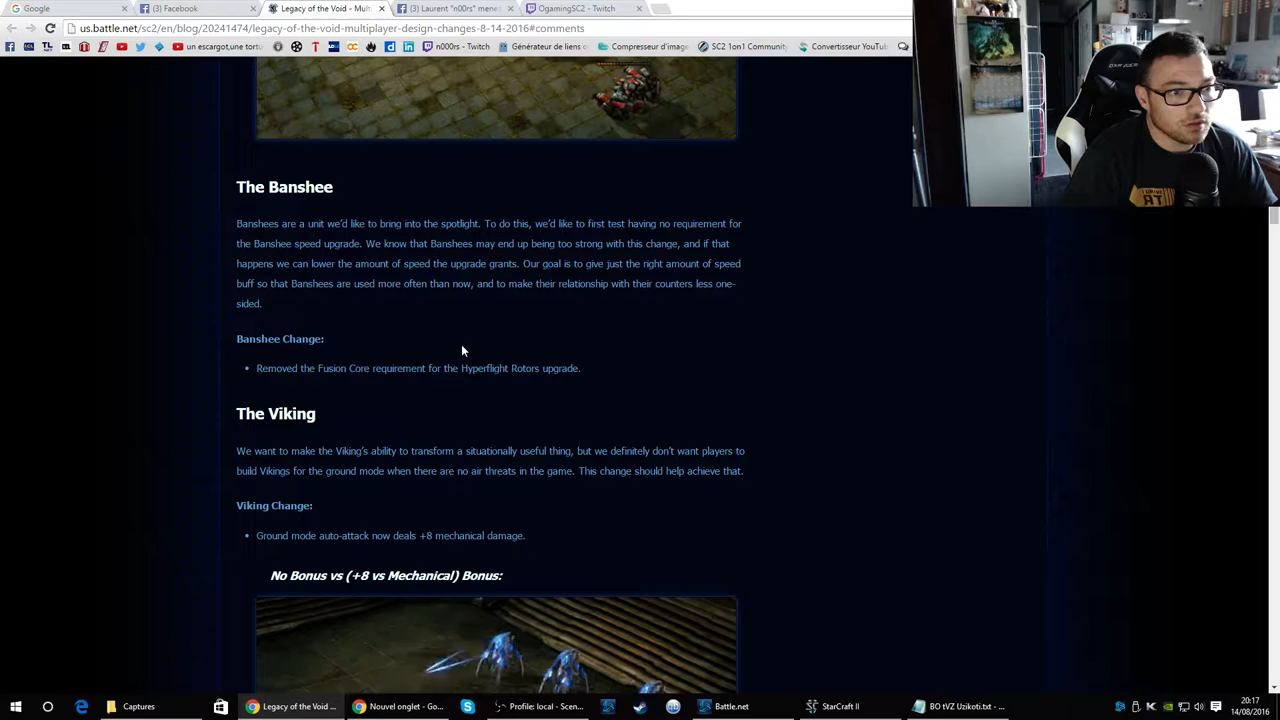 Google
(3) Facebook
Legacy of the Void - Mul
(3) Laurent "n00rs" mene
OgamingSC2 - Twitch
us.battle.net/sc2/en/blog/20241474/legacy-of-the-void-multiplayer-design-changes-8-14-2016#comments
un escargot,une tortu
n000rs - Twitch
Générateur de liens o
Compresseur d'imag
SC2 1on1 Community
Convertisseur YouTub
The Banshee
Banshees are a unit we'd like to bring into the spotlight. To do this, we'd like to first test having no requirement for
the Banshee speed upgrade. We know that Banshees may end up being too strong with this change, and if that
happens we can lower the amount of speed the upgrade grants. Our goal is to give just the right amount of speed
buff so that Banshees are used more often than now, and to make their relationship with their counters less one-
sided.
Banshee Change:
• Removed the Fusion Core requirement for the Hyperflight Rotors upgrade.
The Viking
We want to make the Viking's ability to transform a situationally useful thing, but we definitely don't want players to
build Vikings for the ground mode when there are no air threats in the game. This change should help achieve that.
Viking Change:
• Ground mode auto-attack now deals +8 mechanical damage.
No Bonus vs (+8 vs Mechanical) Bonus:
Captures
Legacy of the Void ...
Nouvel onglet - Go...
Profile: local - Scen...
Battle.net
StarCraft II
BO tVZ Uzikoti.txt - ...
20:17
14/08/2016